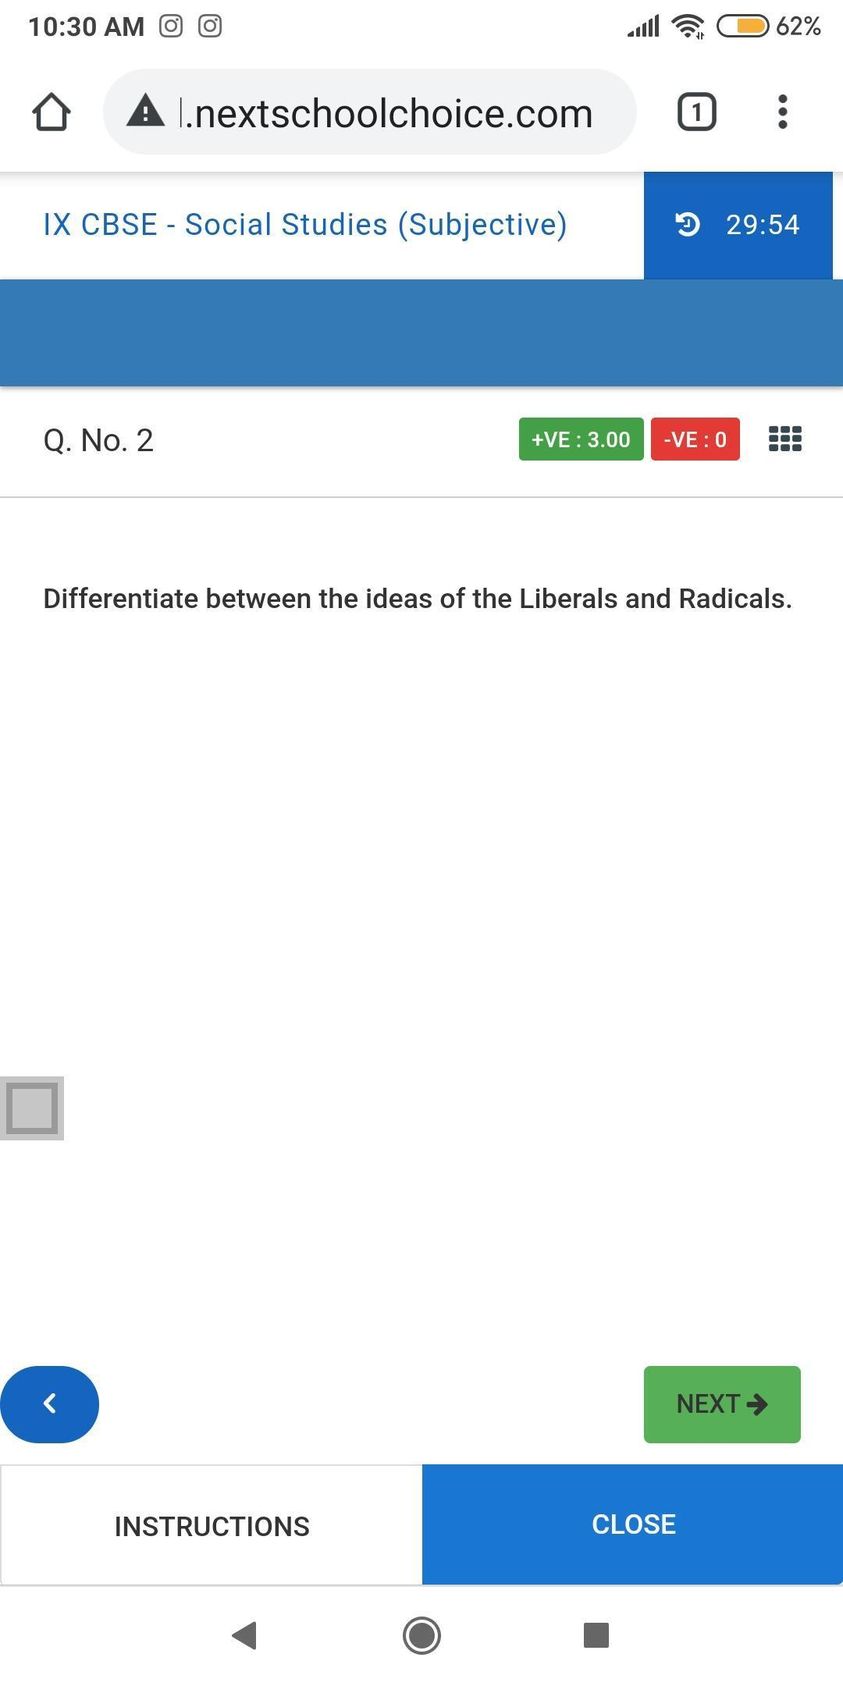 10:30 AM 62%
l.nextschoolchoice.com 1
IX CBSE - Social Studies (Subjective) 29:54
Q. No. 2 +VE : 3.00 -VE : 0
Differentiate between the ideas of the Liberals and Radicals.
NEXT
INSTRUCTIONS CLOSE